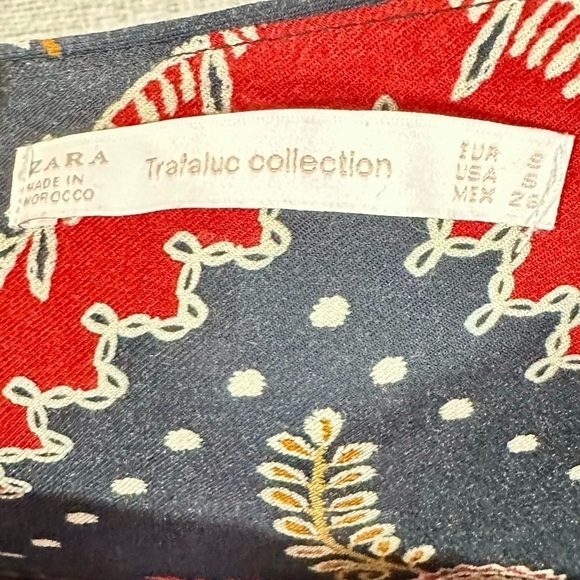 ZARA
MADE IN
MOROCCO
Trafaluc collection
EUR S
USA S
MEX 26